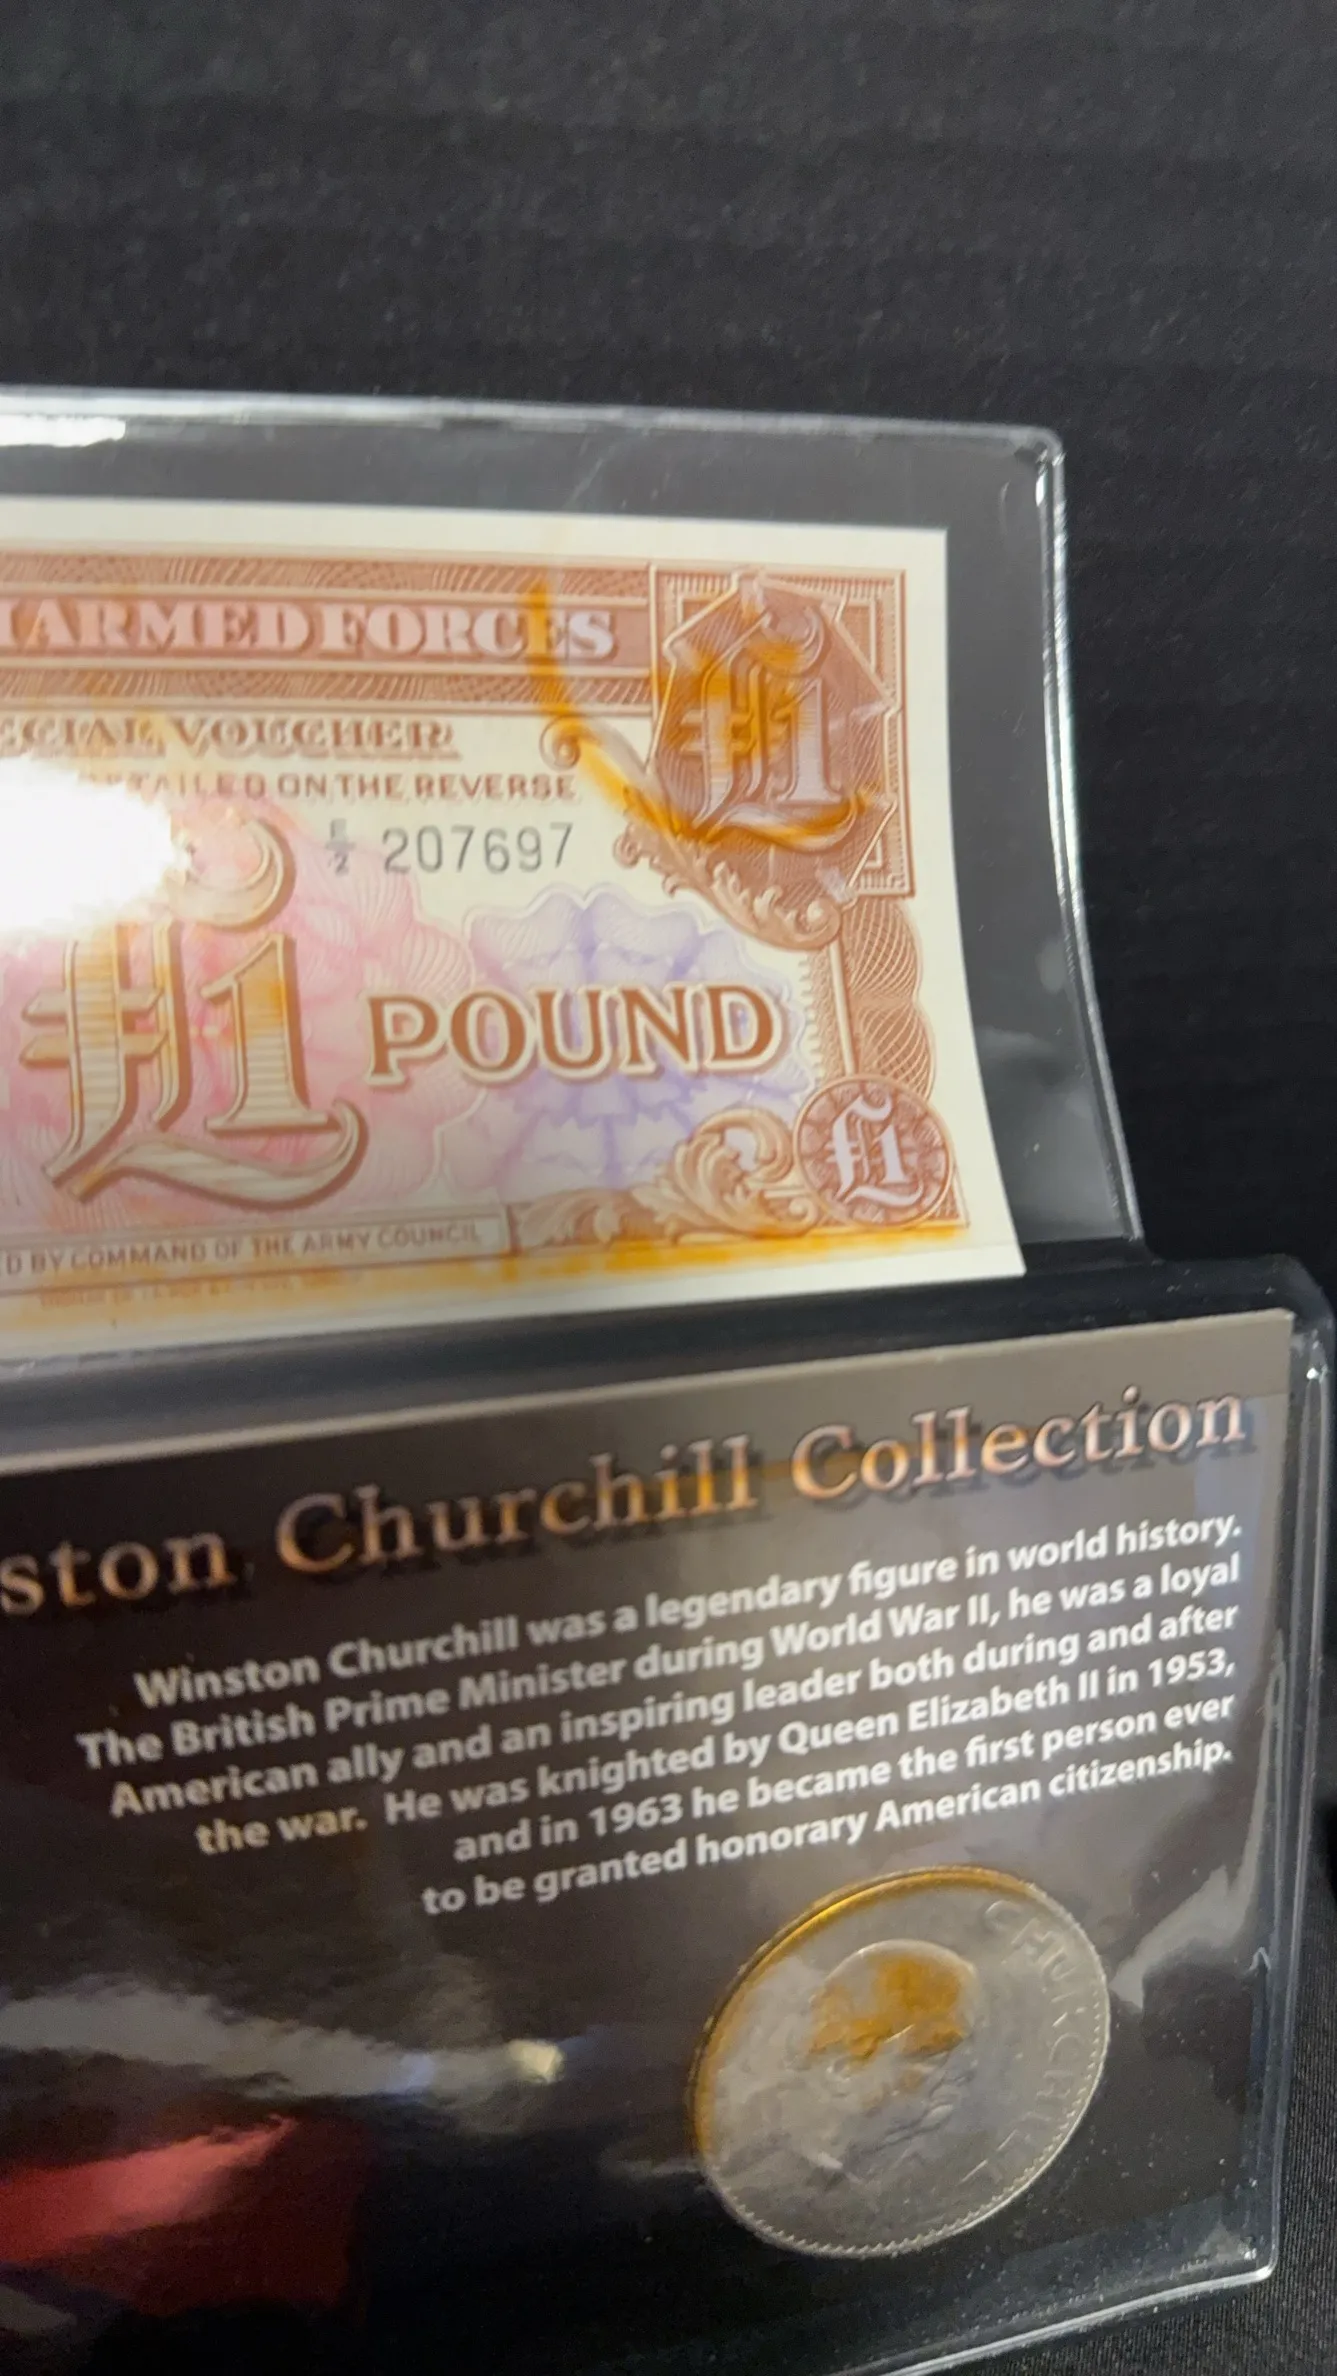 ARMED FORCES
£1
VOUCHER
DETAILED ON THE REVERSE
E/2 207697
£1 POUND
£1
BY COMMAND OF THE ARMY COUNCIL
ston Churchill Collection
Winston Churchill was a legendary figure in world history.
The British Prime Minister during World War II, he was a loyal
American ally and an inspiring leader both during and after
the war. He was knighted by Queen Elizabeth II in 1953,
and in 1963 he became the first person ever
to be granted honorary American citizenship.
CHURCHILL